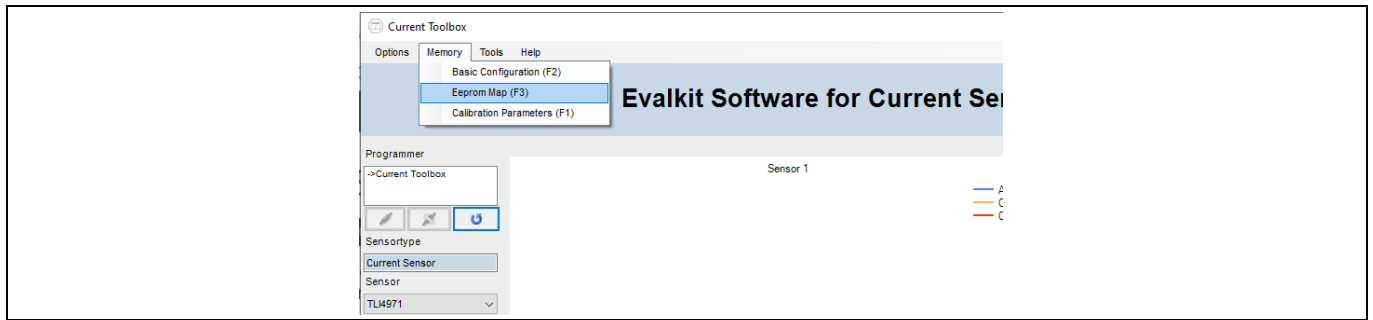 Current Toolbox
Options Memory Tools Help
Basic Configuration (F2)
Eeprom Map (F3)
Calibration Parameters (F1)
Evalkit Software for Current Se
Programmer
->Current Toolbox
Sensor 1
Sensortype
Current Sensor
Sensor
TLI4971